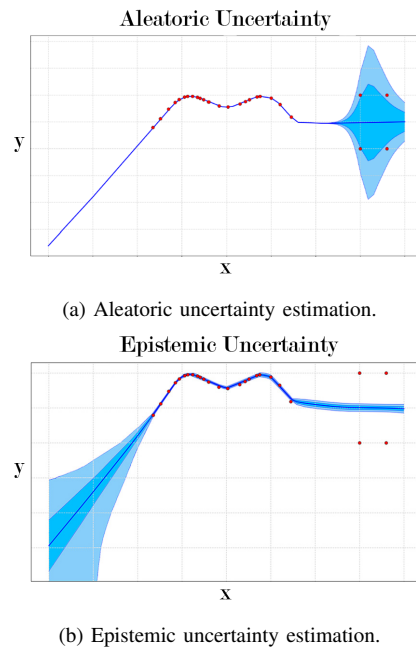 Aleatoric Uncertainty
y
x
(a) Aleatoric uncertainty estimation.
Epistemic Uncertainty
y
x
(b) Epistemic uncertainty estimation.